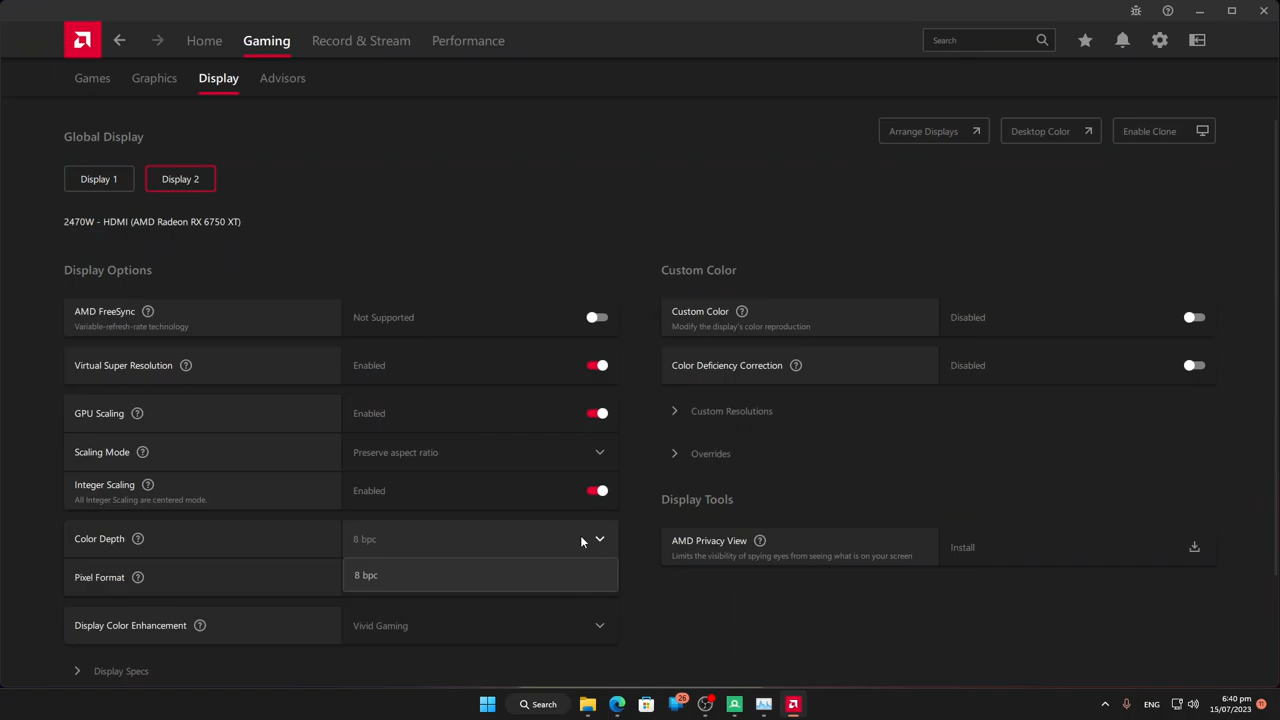 Home
Gaming
Record & Stream
Performance
Search
Games
Graphics
Display
Advisors
Global Display
Arrange Displays
Desktop Color
Enable Clone
Display 1
Display 2
2470W - HDMI (AMD Radeon RX 6750 XT)
Display Options
AMD FreeSync
Variable-refresh-rate technology
Not Supported
Virtual Super Resolution
Enabled
GPU Scaling
Enabled
Scaling Mode
Preserve aspect ratio
Integer Scaling
All Integer Scaling are centered mode.
Enabled
Color Depth
8 bpc
8 bpc
Pixel Format
Display Color Enhancement
Vivid Gaming
Display Specs
Custom Color
Custom Color
Modify the display's color reproduction
Disabled
Color Deficiency Correction
Disabled
Custom Resolutions
Overrides
Display Tools
AMD Privacy View
Limits the visibility of spying eyes from seeing what is on your screen
Install
Search
26
ENG
6:40 pm
15/07/2023
11